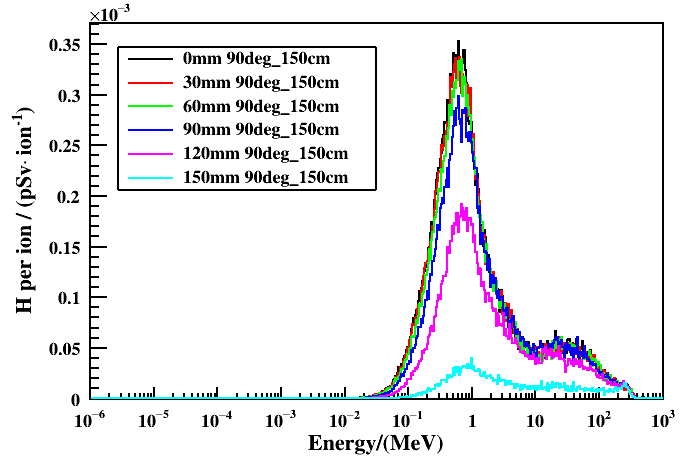 ×10⁻³
0.35
0.3
0.25
0.2
0.15
0.1
0.05
0
H per ion / (pSv· ion⁻¹)
0mm 90deg_150cm
30mm 90deg_150cm
60mm 90deg_150cm
90mm 90deg_150cm
120mm 90deg_150cm
150mm 90deg_150cm
10⁻⁶ 10⁻⁵ 10⁻⁴ 10⁻³ 10⁻² 10⁻¹ 1 10 10² 10³
Energy/(MeV)